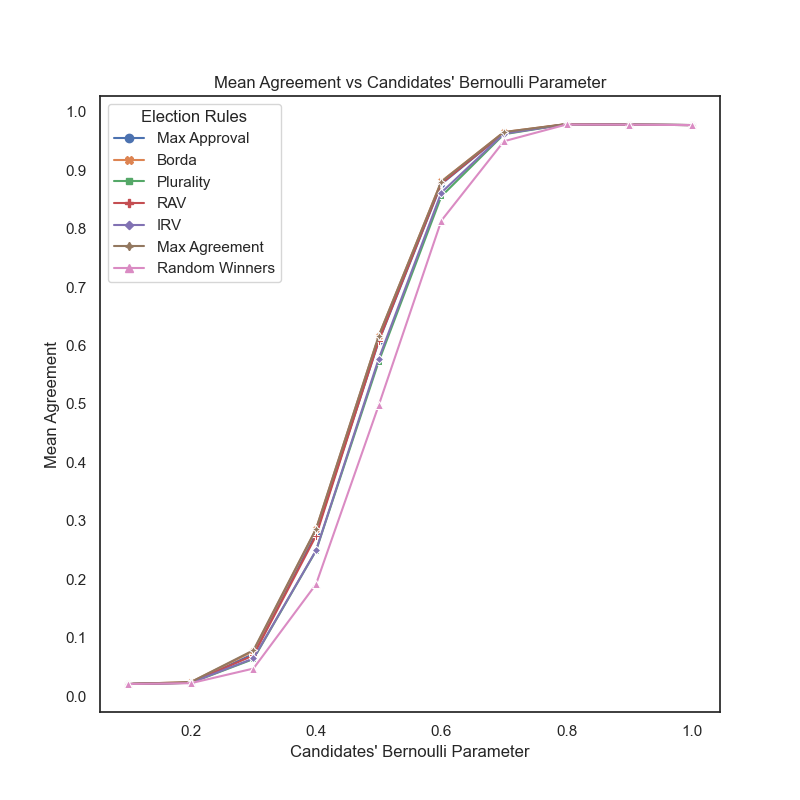 Mean Agreement vs Candidates' Bernoulli Parameter
Election Rules
Max Approval
Borda
Plurality
RAV
IRV
Max Agreement
Random Winners
1.0
0.9
0.8
0.7
0.6
0.5
0.4
0.3
0.2
0.1
0.0
Mean Agreement
0.2 0.4 0.6 0.8 1.0
Candidates' Bernoulli Parameter